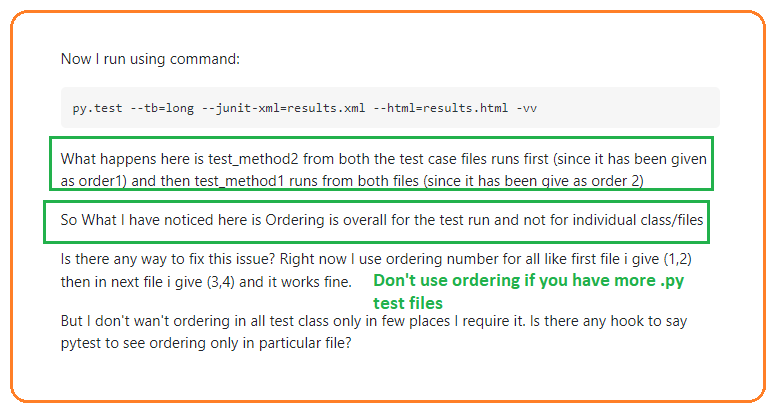 Now I run using command:
py.test --tb=long --junit-xml=results.xml --html=results.html -vv
What happens here is test_method2 from both the test case files runs first (since it has been given
as order1) and then test_method1 runs from both files (since it has been give as order 2)
So What I have noticed here is Ordering is overall for the test run and not for individual class/files
Is there any way to fix this issue? Right now I use ordering number for all like first file i give (1,2)
then in next file i give (3,4) and it works fine.
Don't use ordering if you have more .py
test files
But I don't wan't ordering in all test class only in few places I require it. Is there any hook to say
pytest to see ordering only in particular file?